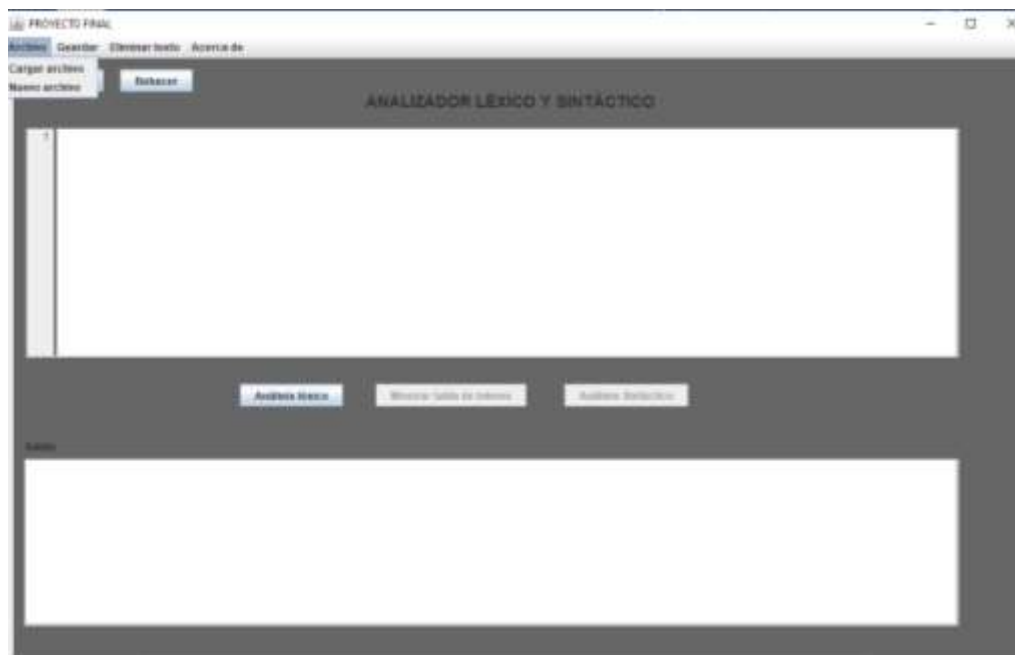 PROYECTO FINAL
Archivo Guardar Eliminar texto Acerca de
Cargar archivo
Nuevo archivo
Rehacer
ANALIZADOR LÉXICO Y SINTÁCTICO
1
Análisis léxico Mostrar tabla de tokens Análisis Sintáctico